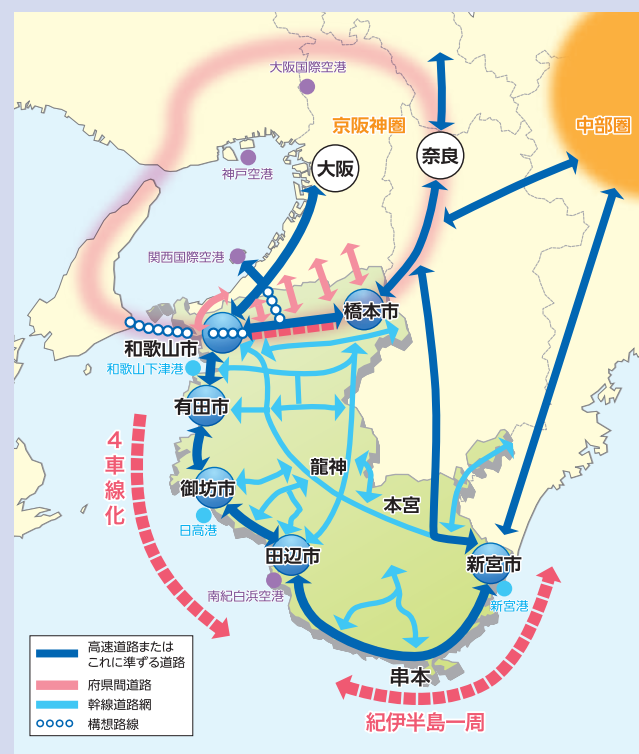 大阪国際空港
京阪神圏
中部圏
奈良
大阪
神戸空港
関西国際空港
橋本市
和歌山市
和歌山下津港
有田市
4車線化
龍神
御坊市
本宮
日高港
田辺市
新宮市
南紀白浜空港
新宮港
串本
紀伊半島一周
高速道路または
これに準ずる道路
府県間道路
幹線道路網
構想路線